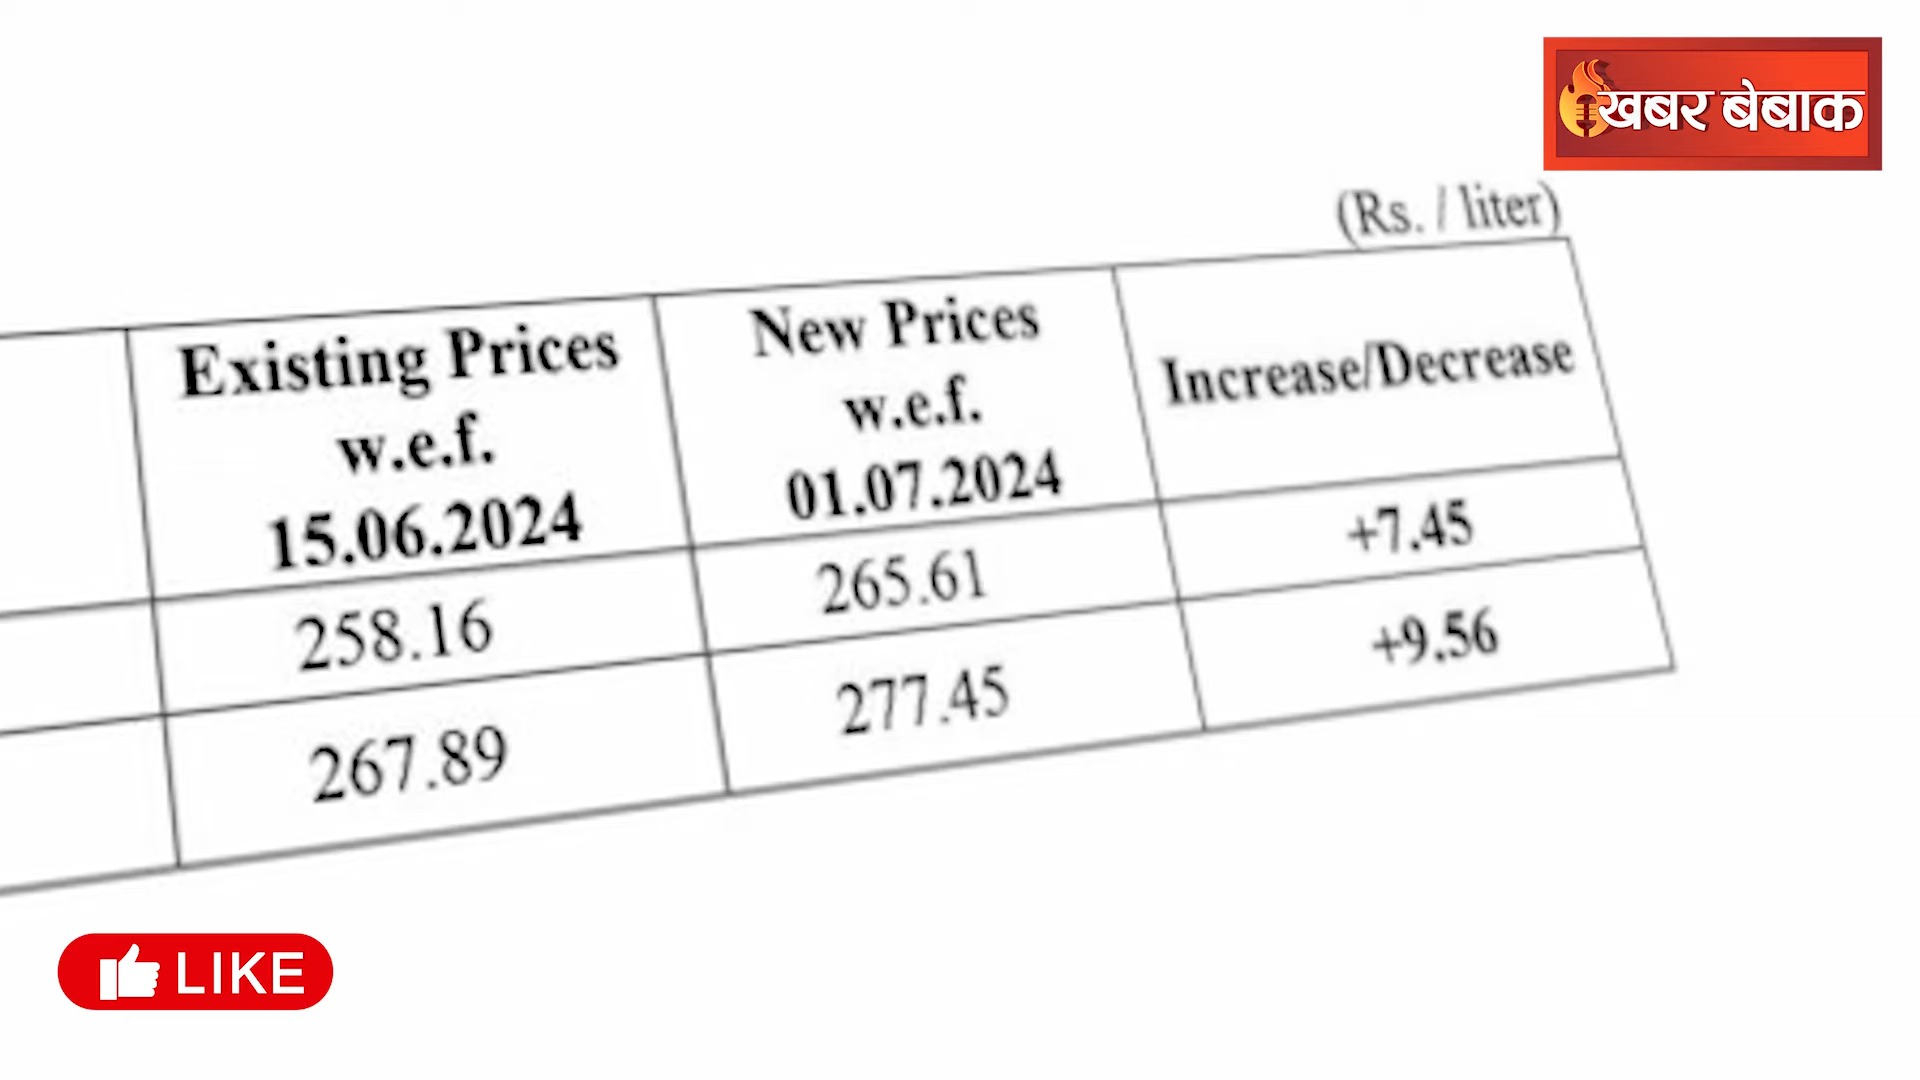 खबर बेबाक
(Rs. / liter)
Existing Prices
w.e.f.
15.06.2024
New Prices
w.e.f.
01.07.2024
Increase/Decrease
258.16
265.61
+7.45
267.89
277.45
+9.56
LIKE